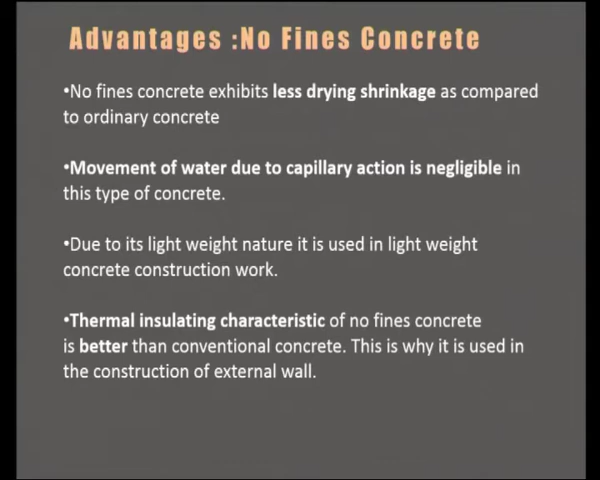 Advantages :No Fines Concrete
•No fines concrete exhibits less drying shrinkage as compared
to ordinary concrete
•Movement of water due to capillary action is negligible in
this type of concrete.
•Due to its light weight nature it is used in light weight
concrete construction work.
•Thermal insulating characteristic of no fines concrete
is better than conventional concrete. This is why it is used in
the construction of external wall.